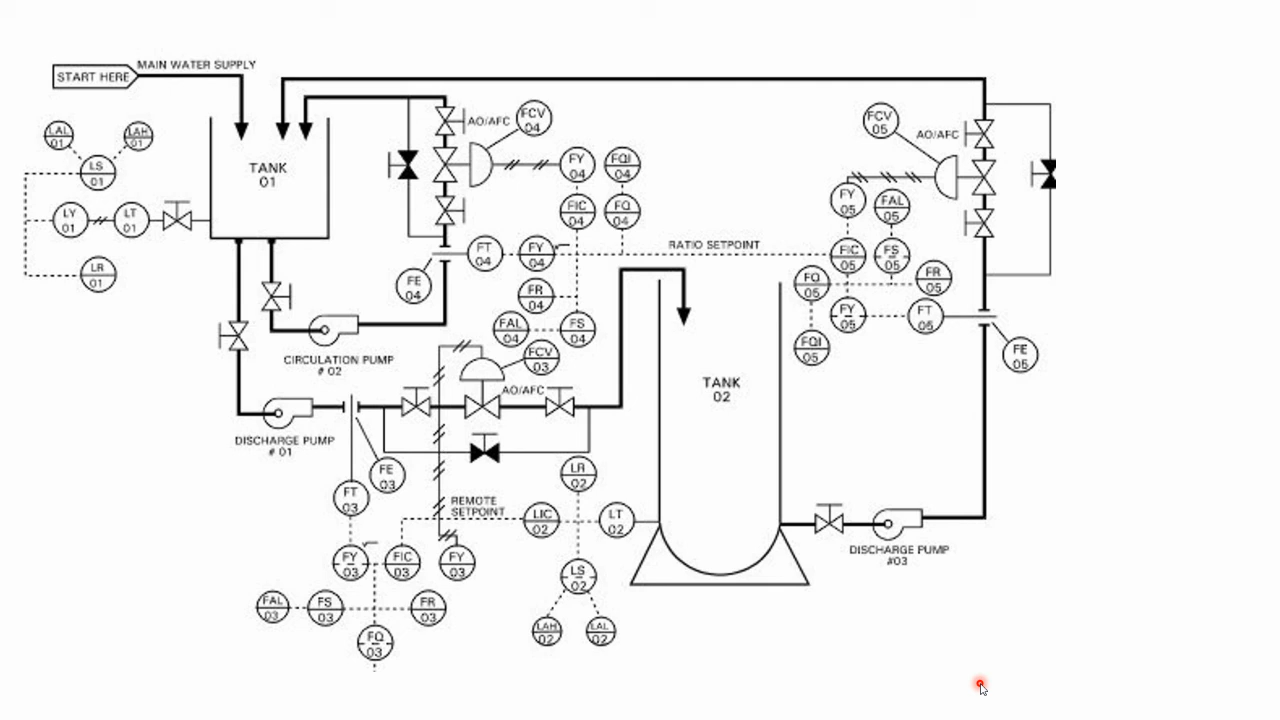 MAIN WATER SUPPLY
START HERE
LAL
01
LAH
01
LS
01
TANK
01
LY
01
LT
01
LR
01
AO/AFC
FCV
04
FY
04
FQI
04
FIC
04
FQ
04
FT
04
FY
04
RATIO SETPOINT
FE
04
FR
04
FAL
04
FS
04
FCV
05
AO/AFC
FY
05
FAL
05
FIC
05
FS
05
FQ
05
FR
05
FY
05
FT
05
FQI
05
FE
05
CIRCULATION PUMP
# 02
FCV
03
AO/AFC
TANK
02
DISCHARGE PUMP
# 01
FE
03
FT
03
LR
02
REMOTE
SETPOINT
LIC
02
LT
02
FY
03
FIC
03
FY
03
LS
02
FAL
03
FS
03
FR
03
FQ
03
LAH
02
LAL
02
DISCHARGE PUMP
#03